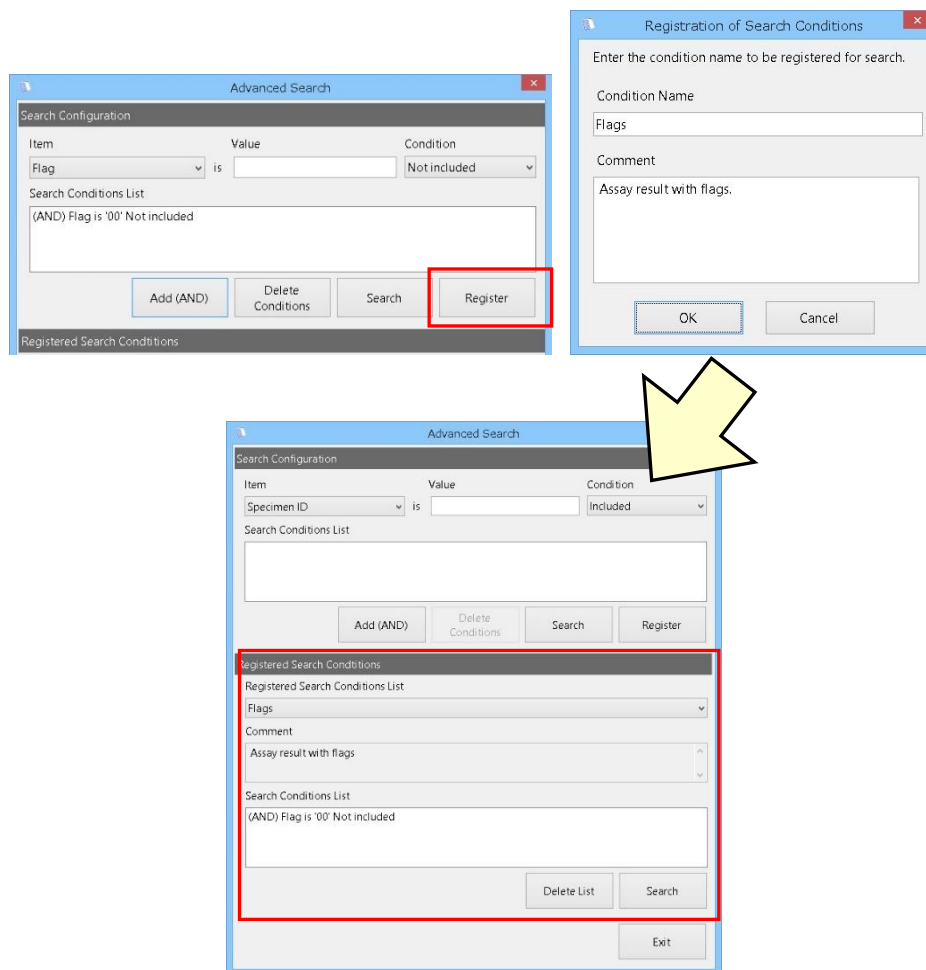 Advanced Search
Search Configuration
Item Value Condition
Flag is Not included
Search Conditions List
(AND) Flag is '00' Not included
Add (AND) Delete Conditions Search Register
Registered Search Condtitions
Registration of Search Conditions
Enter the condition name to be registered for search.
Condition Name
Flags
Comment
Assay result with flags.
OK Cancel
Advanced Search
Search Configuration
Item Value Condition
Specimen ID is Included
Search Conditions List
Add (AND) Delete Conditions Search Register
Registered Search Condtitions
Registered Search Conditions List
Flags
Comment
Assay result with flags
Search Conditions List
(AND) Flag is '00' Not included
Delete List Search
Exit